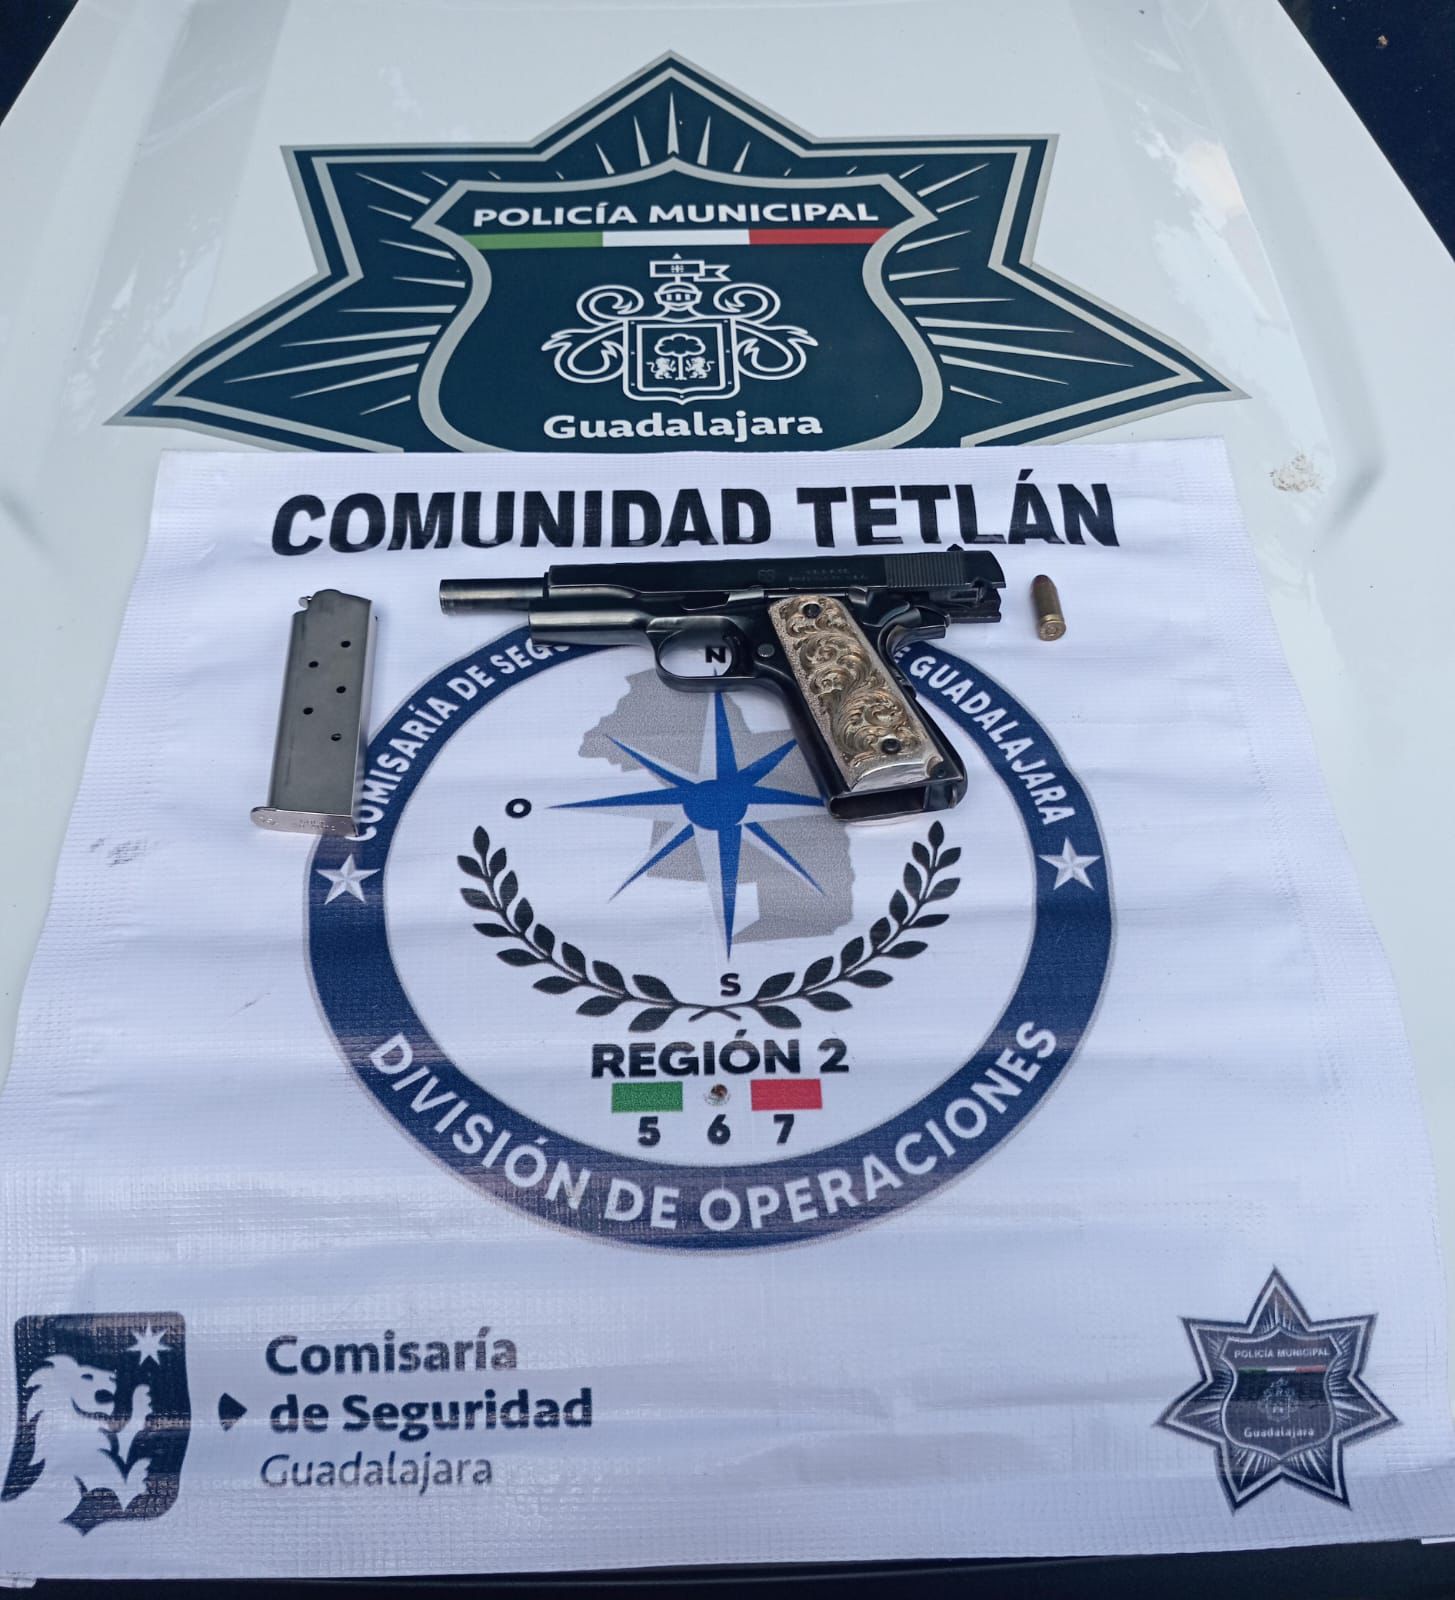 POLICÍA MUNICIPAL
Guadalajara
COMUNIDAD TETLÁN
COMISARÍA DE
GUADALAJARA
N
O
S
REGIÓN 2
5 6 7
DIVISIÓN DE OPERACIONES
Comisaría
de Seguridad
Guadalajara
POLICÍA MUNICIPAL
Guadalajara